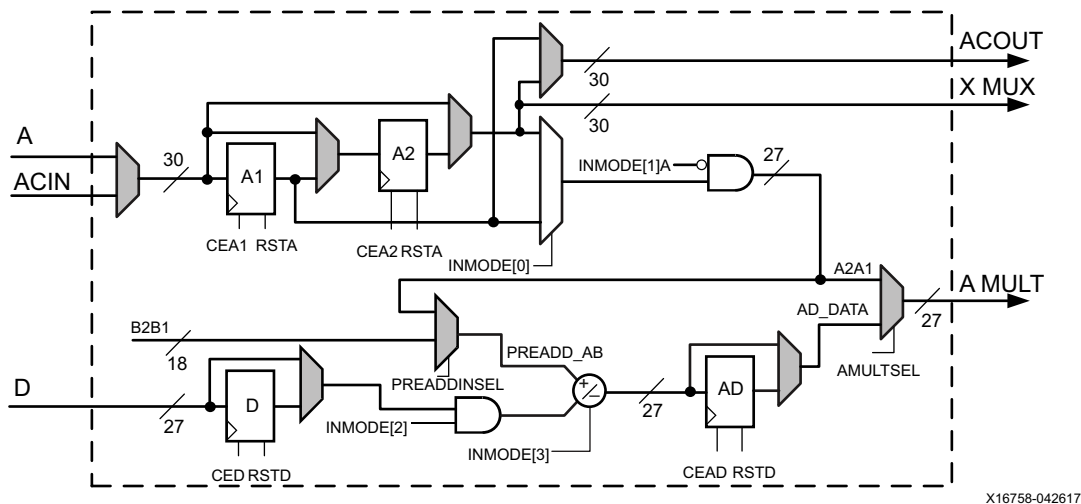 ACOUT
30
X MUX
30
A
30
ACIN
A1
A2
INMODE[1]A
27
CEA1 RSTA
CEA2 RSTA
INMODE[0]
A2A1
A MULT
27
AD_DATA
B2B1
18
PREADD_AB
PREADDINSEL
AMULTSEL
D
27
D
INMODE[2]
+
–
27
AD
INMODE[3]
CED RSTD
CEAD RSTD
X16758-042617